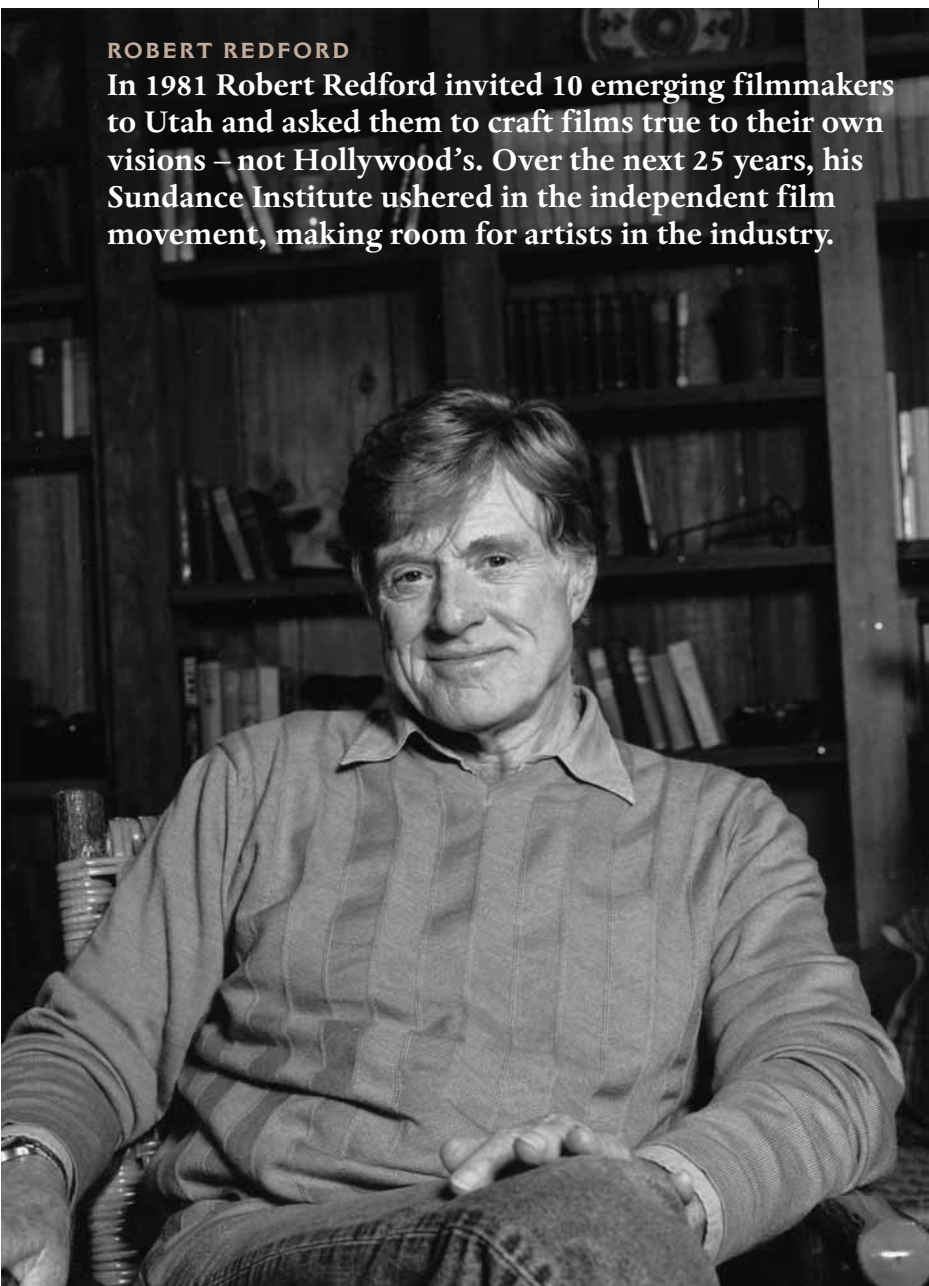 ROBERT REDFORD
In 1981 Robert Redford invited 10 emerging filmmakers
to Utah and asked them to craft films true to their own
visions – not Hollywood’s. Over the next 25 years, his
Sundance Institute ushered in the independent film
movement, making room for artists in the industry.